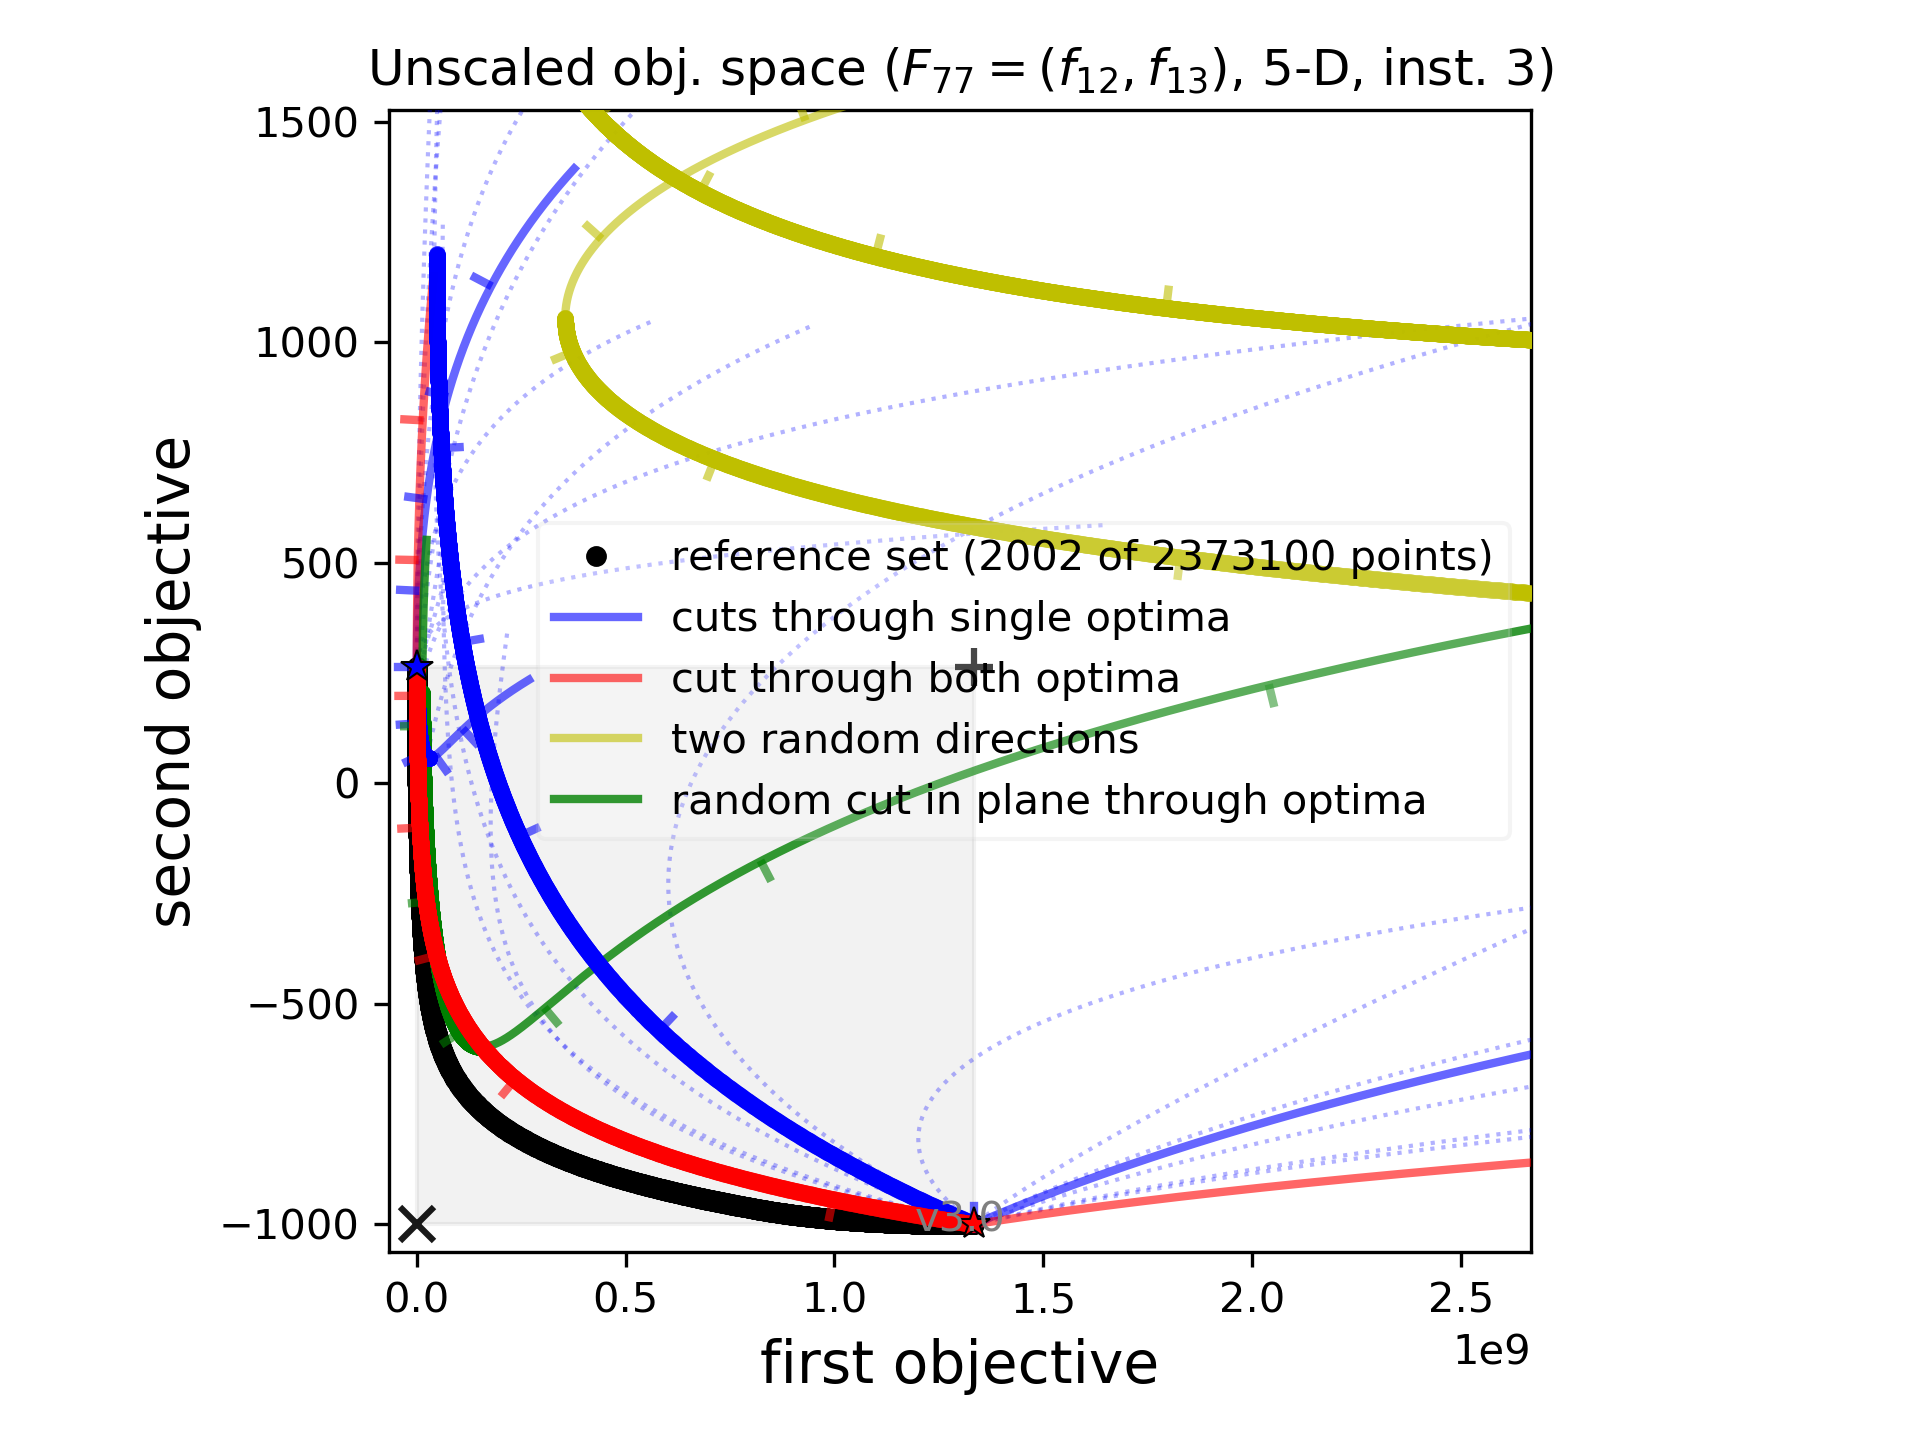 Unscaled obj. space (F77 = (f12, f13), 5-D, inst. 3)
1500
1000
500
0
−500
−1000
second objective
reference set (2002 of 2373100 points)
cuts through single optima
cut through both optima
two random directions
random cut in plane through optima
v3.0
0.0 0.5 1.0 1.5 2.0 2.5
1e9
first objective